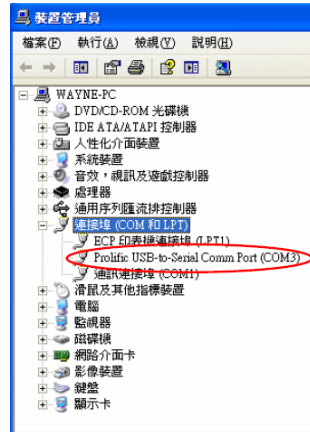 裝置管理員
檔案(F) 執行(A) 檢視(V) 說明(H)
WAYNE-PC
DVD/CD-ROM 光碟機
IDE ATA/ATAPI 控制器
人性化介面裝置
系統裝置
音效，視訊及遊戲控制器
處理器
通用序列匯流排控制器
連接埠 (COM 和 LPT)
ECP 印表機連接埠 (LPT1)
Prolific USB-to-Serial Comm Port (COM3)
通訊連接埠 (COM1)
滑鼠及其他指標裝置
電腦
監視器
磁碟機
網路介面卡
影像裝置
鍵盤
顯示卡